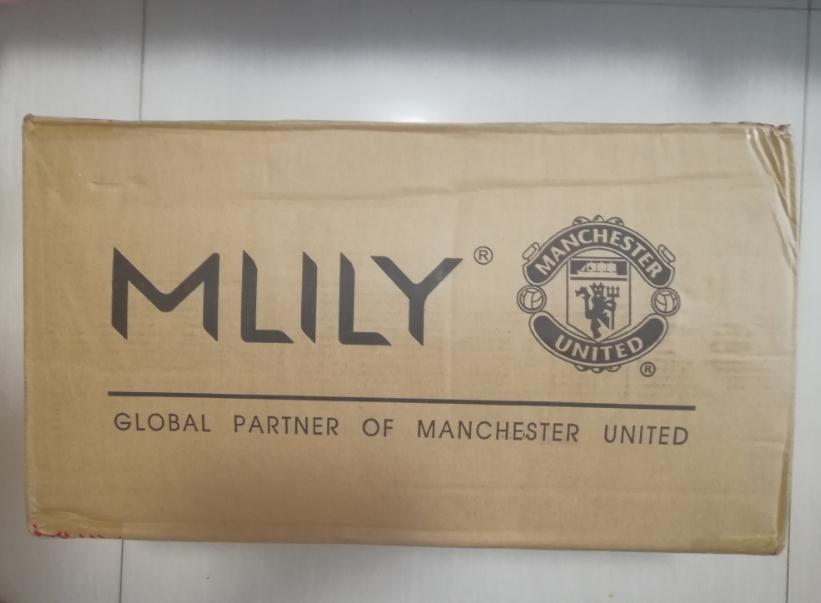 MLILY®
MANCHESTER
UNITED
®
GLOBAL PARTNER OF MANCHESTER UNITED